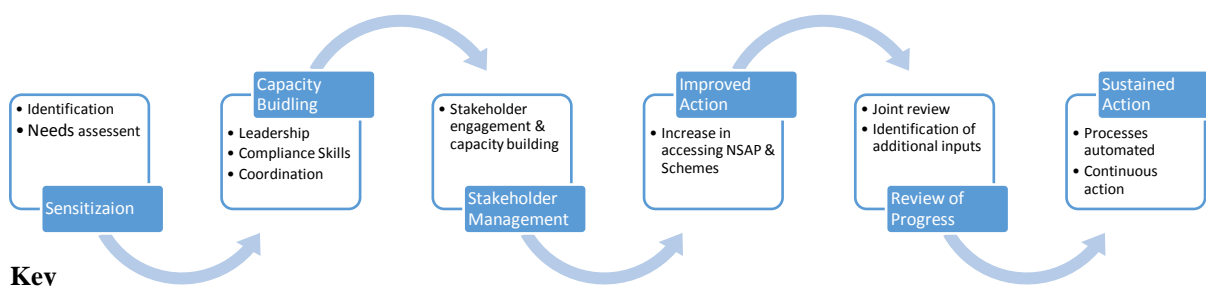 • Identification
• Needs assessent
Sensitizaion
Capacity
Buidling
• Leadership
• Compliance Skills
• Coordination
• Stakeholder
engagement &
capacity building
Stakeholder
Management
Improved
Action
• Increase in
accessing NSAP &
Schemes
• Joint review
• Identification of
additional inputs
Review of
Progress
Sustained
Action
• Processes
automated
• Continuous
action
Key